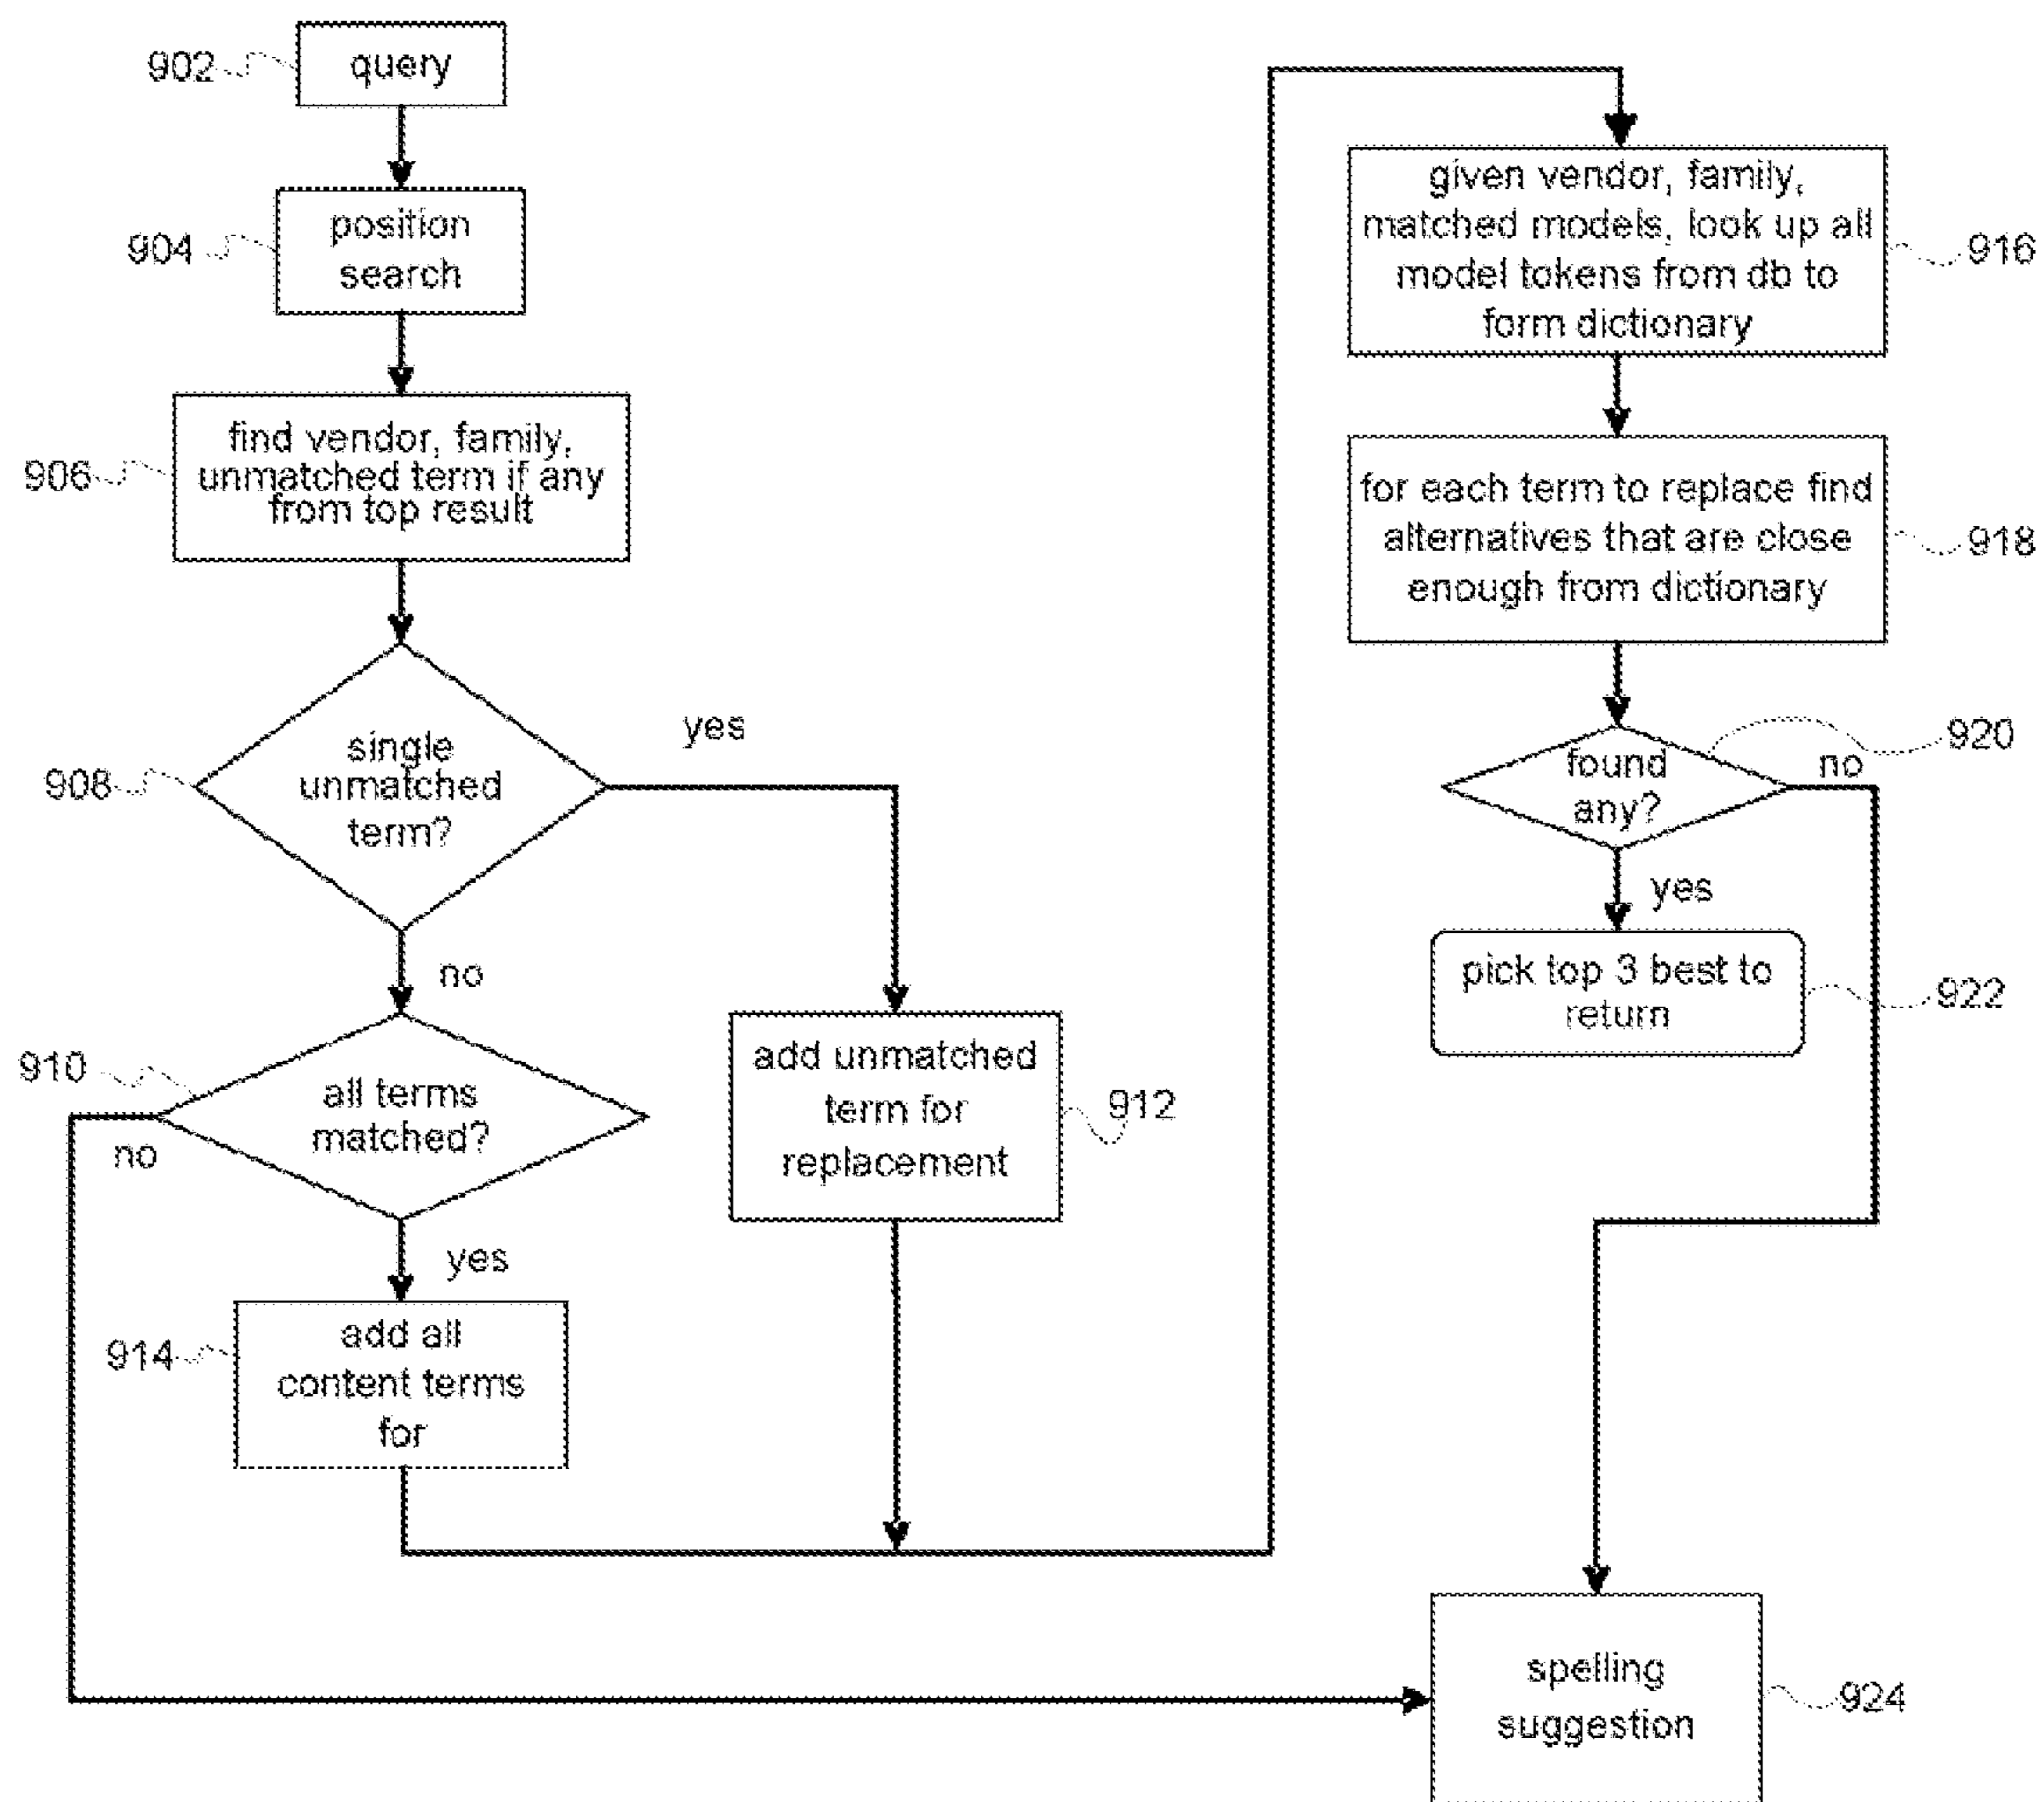 902
query
904
position
search
906
find vendor, family,
unmatched term if any
from top result
908
single
unmatched
term?
yes
no
910
all terms
matched?
no
yes
912
add unmatched
term for
replacement
914
add all
content terms
for
given vendor, family,
matched models, look up all
model tokens from db to
form dictionary
916
for each term to replace find
alternatives that are close
enough from dictionary
918
found
any?
920
no
yes
pick top 3 best to
return
922
spelling
suggestion
924